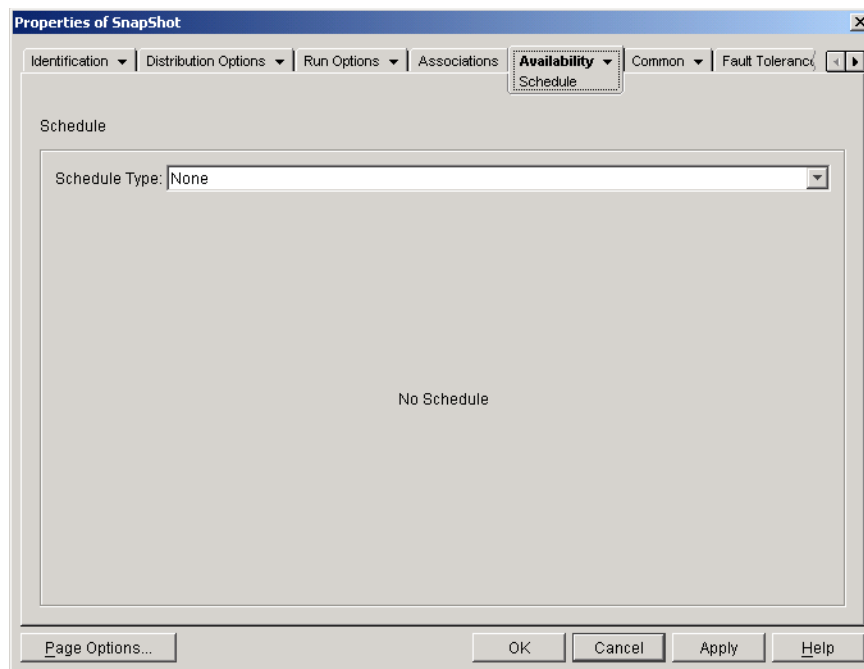 Properties of SnapShot
Identification Distribution Options Run Options Associations Availability Common Fault Tolerance
Schedule
Schedule
Schedule Type: None
No Schedule
Page Options... OK Cancel Apply Help